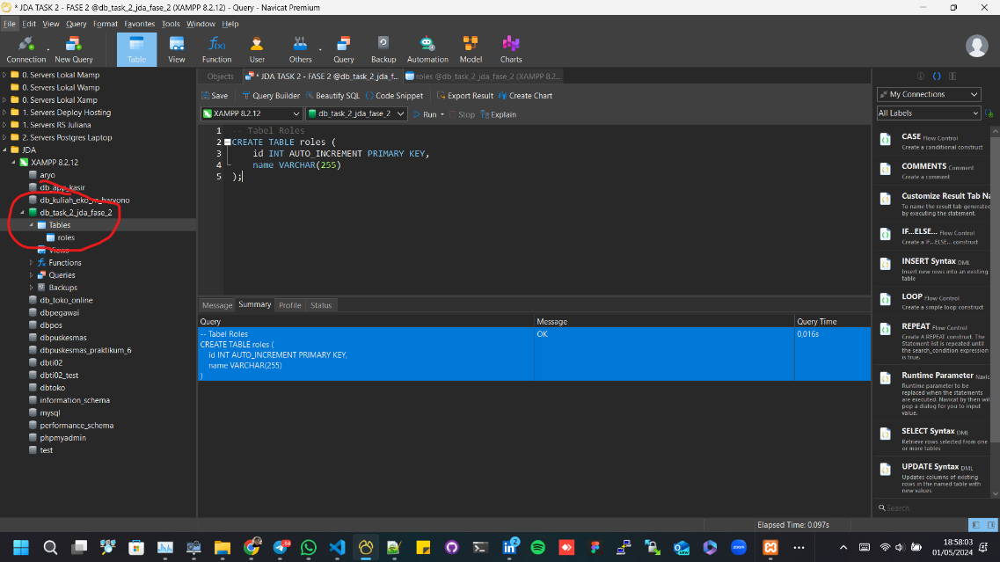 * JDA TASK 2 - FASE 2 @db_task_2_jda_fase_2 (XAMPP 8.2.12) - Query - Navicat Premium
File Edit View Query Format Favorites Tools Window Help
Connection New Query Table View Function User Others Query Backup Automation Model Charts
Objects * JDA TASK 2 - FASE 2 @db_task_2_jda_f... roles @db_task_2_jda_fase_2 (XAMPP 8.2...
Save Query Builder Beautify SQL Code Snippet Export Result Create Chart
XAMPP 8.2.12 db_task_2_jda_fase_2 Run Stop Explain
0. Servers Lokal Mamp
0. Servers Lokal Wamp
0. Servers Lokal Xamp
1. Servers Deploy Hosting
1. Servers RS Juliana
2. Servers Postgres Laptop
JDA
XAMPP 8.2.12
aryo
db_app_kasir
db_kuliah_eko_m_haryono
db_task_2_jda_fase_2
Tables
roles
Views
Functions
Queries
Backups
db_toko_online
dbpegawai
dbpos
dbpuskesmas
dbpuskesmas_praktikum_6
dbti02
dbti02_test
dbtoko
information_schema
mysql
performance_schema
phpmyadmin
test
1 -- Tabel Roles
2 CREATE TABLE roles (
3 id INT AUTO_INCREMENT PRIMARY KEY,
4 name VARCHAR(255)
5 );
Message Summary Profile Status
Query Message Query Time
-- Tabel Roles OK 0,016s
CREATE TABLE roles (
id INT AUTO_INCREMENT PRIMARY KEY,
name VARCHAR(255)
)
My Connections
All Labels
CASE Flow Control
Create a conditional construct
COMMENTS Comment
Create a comment
Customize Result Tab Na
To name the result tab generated
by executing the statement.
IF...ELSE... Flow Control
Create a IF...ELSE... construct
INSERT Syntax DML
Insert new rows into an existing
table
LOOP Flow Control
Create a simple loop construct
REPEAT Flow Control
Create A REPEAT construct. The
Statement list is repeated until
the search_condition expression
is true.
Runtime Parameter Navic
Runtime parameter to be
replaced when the statements
are executed. Navicat by then wil
pop a dialog for you to input
value.
SELECT Syntax DML
Retrieve rows selected from one
or more tables
UPDATE Syntax DML
Updates columns of existing
rows in the named table with
new values
Search
Elapsed Time: 0.097s
18:58:03
01/05/2024